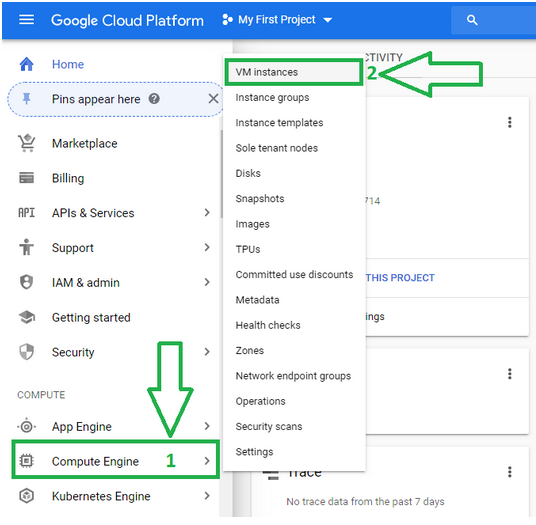 Google Cloud Platform
My First Project
Home
Pins appear here
Marketplace
Billing
API
APIs & Services
Support
IAM & admin
Getting started
Security
COMPUTE
App Engine
Compute Engine
1
Kubernetes Engine
VM instances
2
Instance groups
Instance templates
Sole tenant nodes
Disks
Snapshots
Images
TPUs
Committed use discounts
Metadata
Health checks
Zones
Network endpoint groups
Operations
Security scans
Settings
CTIVITY
714
THIS PROJECT
ings
Trace
No trace data from the past 7 days